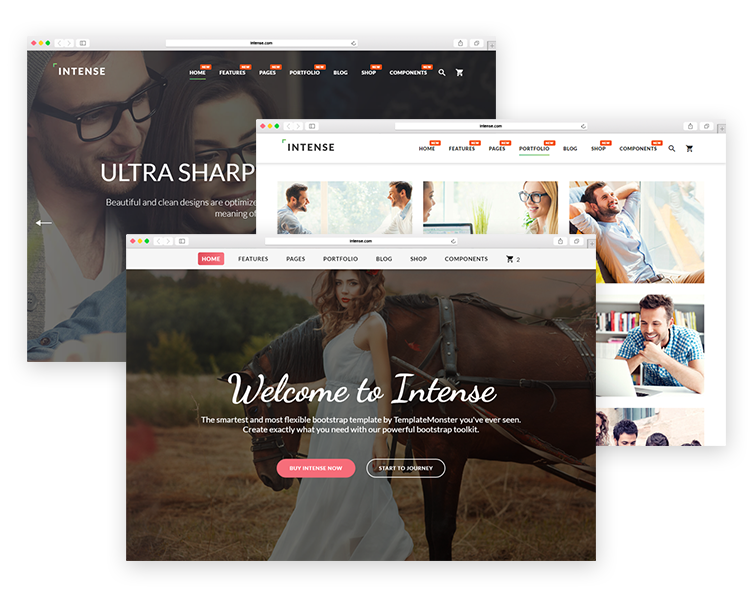 intense.com
INTENSE
NEW NEW NEW NEW NEW NEW
HOME FEATURES PAGES PORTFOLIO BLOG SHOP COMPONENTS
ULTRA SHARP
Beautiful and clean designs are optimize
meaning of
intense.com
INTENSE
NEW NEW NEW NEW NEW NEW
HOME FEATURES PAGES PORTFOLIO BLOG SHOP COMPONENTS
intense.com
HOME FEATURES PAGES PORTFOLIO BLOG SHOP COMPONENTS 2
Welcome to Intense
The smartest and most flexible bootstrap template by TemplateMonster you've ever seen.
Create exactly what you need with our powerful bootstrap toolkit.
BUY INTENSE NOW START TO JOURNEY